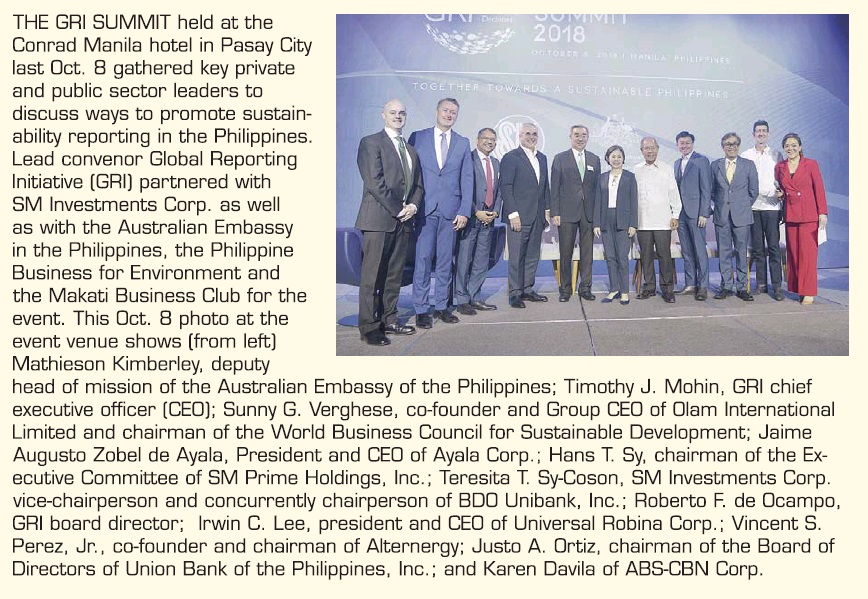 GRI
Decisions
SUMMIT
2018
OCTOBER 8, 2018 | MANILA, PHILIPPINES
TOGETHER TOWARDS A SUSTAINABLE PHILIPPINES
SM
THE GRI SUMMIT held at the
Conrad Manila hotel in Pasay City
last Oct. 8 gathered key private
and public sector leaders to
discuss ways to promote sustain-
ability reporting in the Philippines.
Lead convenor Global Reporting
Initiative (GRI) partnered with
SM Investments Corp. as well
as with the Australian Embassy
in the Philippines, the Philippine
Business for Environment and
the Makati Business Club for the
event. This Oct. 8 photo at the
event venue shows (from left)
Mathieson Kimberley, deputy
head of mission of the Australian Embassy of the Philippines; Timothy J. Mohin, GRI chief
executive officer (CEO); Sunny G. Verghese, co-founder and Group CEO of Olam International
Limited and chairman of the World Business Council for Sustainable Development; Jaime
Augusto Zobel de Ayala, President and CEO of Ayala Corp.; Hans T. Sy, chairman of the Ex-
ecutive Committee of SM Prime Holdings, Inc.; Teresita T. Sy-Coson, SM Investments Corp.
vice-chairperson and concurrently chairperson of BDO Unibank, Inc.; Roberto F. de Ocampo,
GRI board director;  Irwin C. Lee, president and CEO of Universal Robina Corp.; Vincent S.
Perez, Jr., co-founder and chairman of Alternergy; Justo A. Ortiz, chairman of the Board of
Directors of Union Bank of the Philippines, Inc.; and Karen Davila of ABS-CBN Corp.